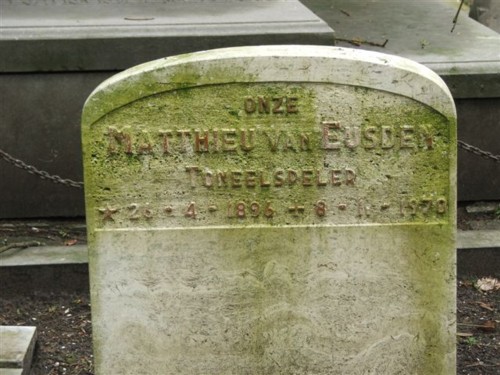 ONZE
MATTHIEU VAN EIJSDEN
TONEELSPELER
★ 26 - 4 - 1896 + 8 - 1 - 1970